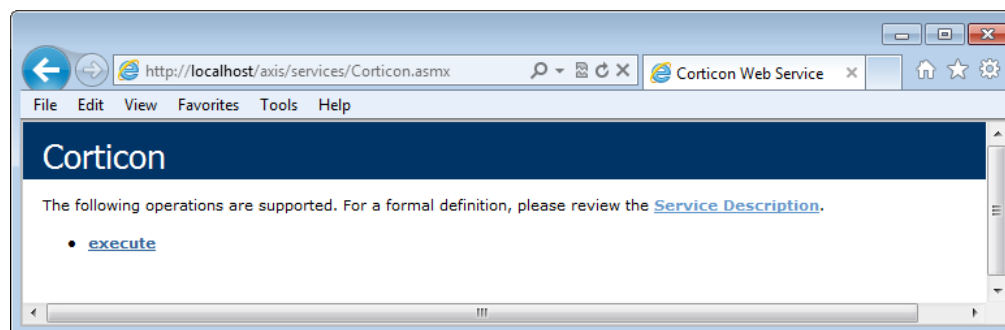 http://localhost/axis/services/Corticon.asmx
Corticon Web Service
File Edit View Favorites Tools Help
Corticon
The following operations are supported. For a formal definition, please review the Service Description.
• execute